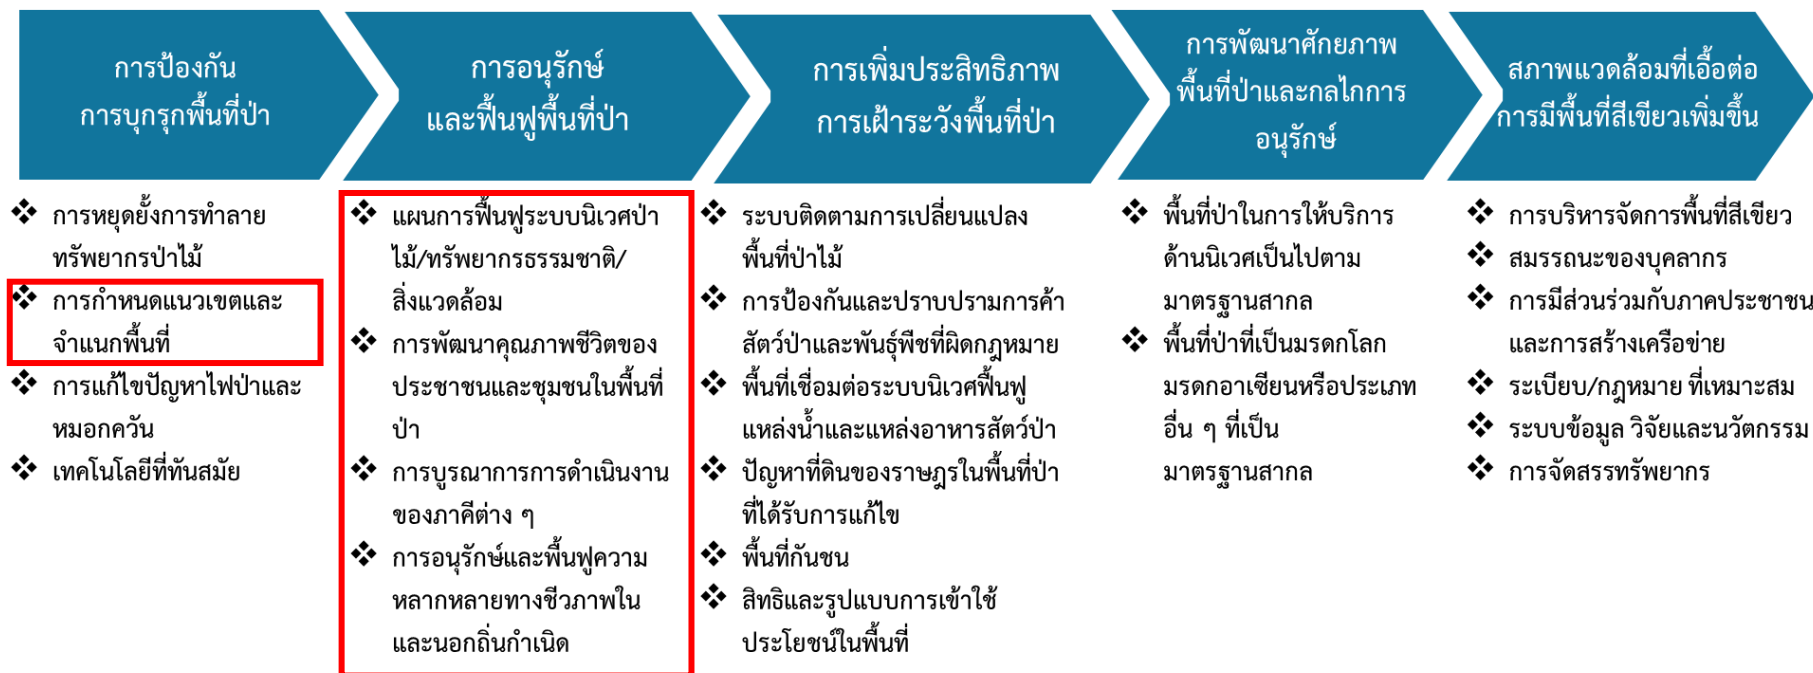 การป้องกัน
การบุกรุกพื้นที่ป่า
การอนุรักษ์
และฟื้นฟูพื้นที่ป่า
การเพิ่มประสิทธิภาพ
การเฝ้าระวังพื้นที่ป่า
การพัฒนาศักยภาพ
พื้นที่ป่าและกลไกการ
อนุรักษ์
สภาพแวดล้อมที่เอื้อต่อ
การมีพื้นที่สีเขียวเพิ่มขึ้น
❖ การหยุดยั้งการทำลาย
ทรัพยากรป่าไม้
❖ การกำหนดแนวเขตและ
จำแนกพื้นที่
❖ การแก้ไขปัญหาไฟป่าและ
หมอกควัน
❖ เทคโนโลยีที่ทันสมัย
❖ แผนการฟื้นฟูระบบนิเวศป่า
ไม้/ทรัพยากรธรรมชาติ/
สิ่งแวดล้อม
❖ การพัฒนาคุณภาพชีวิตของ
ประชาชนและชุมชนในพื้นที่
ป่า
❖ การบูรณาการการดำเนินงาน
ของภาคีต่าง ๆ
❖ การอนุรักษ์และพื้นฟูความ
หลากหลายทางชีวภาพใน
และนอกถิ่นกำเนิด
❖ ระบบติดตามการเปลี่ยนแปลง
พื้นที่ป่าไม้
❖ การป้องกันและปราบปรามการค้า
สัตว์ป่าและพันธุ์พืชที่ผิดกฎหมาย
❖ พื้นที่เชื่อมต่อระบบนิเวศฟื้นฟู
แหล่งน้ำและแหล่งอาหารสัตว์ป่า
❖ ปัญหาที่ดินของราษฎรในพื้นที่ป่า
ที่ได้รับการแก้ไข
❖ พื้นที่กันชน
❖ สิทธิและรูปแบบการเข้าใช้
ประโยชน์ในพื้นที่
❖ พื้นที่ป่าในการให้บริการ
ด้านนิเวศเป็นไปตาม
มาตรฐานสากล
❖ พื้นที่ป่าที่เป็นมรดกโลก
มรดกอาเซียนหรือประเภท
อื่น ๆ ที่เป็น
มาตรฐานสากล
❖ การบริหารจัดการพื้นที่สีเขียว
❖ สมรรถนะของบุคลากร
❖ การมีส่วนร่วมกับภาคประชาชน
และการสร้างเครือข่าย
❖ ระเบียบ/กฎหมาย ที่เหมาะสม
❖ ระบบข้อมูล วิจัยและนวัตกรรม
❖ การจัดสรรทรัพยากร